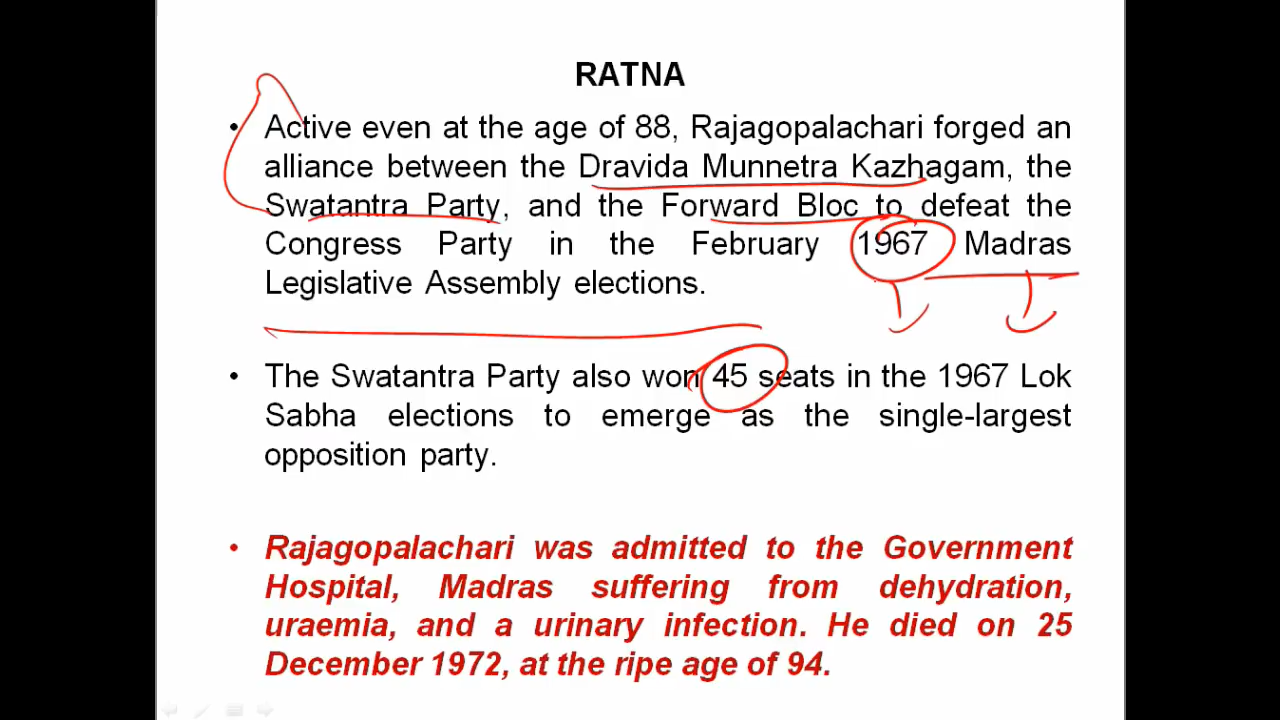 RATNA
• Active even at the age of 88, Rajagopalachari forged an
alliance between the Dravida Munnetra Kazhagam, the
Swatantra Party, and the Forward Bloc to defeat the
Congress Party in the February 1967 Madras
Legislative Assembly elections.
• The Swatantra Party also won 45 seats in the 1967 Lok
Sabha elections to emerge as the single-largest
opposition party.
• Rajagopalachari was admitted to the Government
Hospital, Madras suffering from dehydration,
uraemia, and a urinary infection. He died on 25
December 1972, at the ripe age of 94.